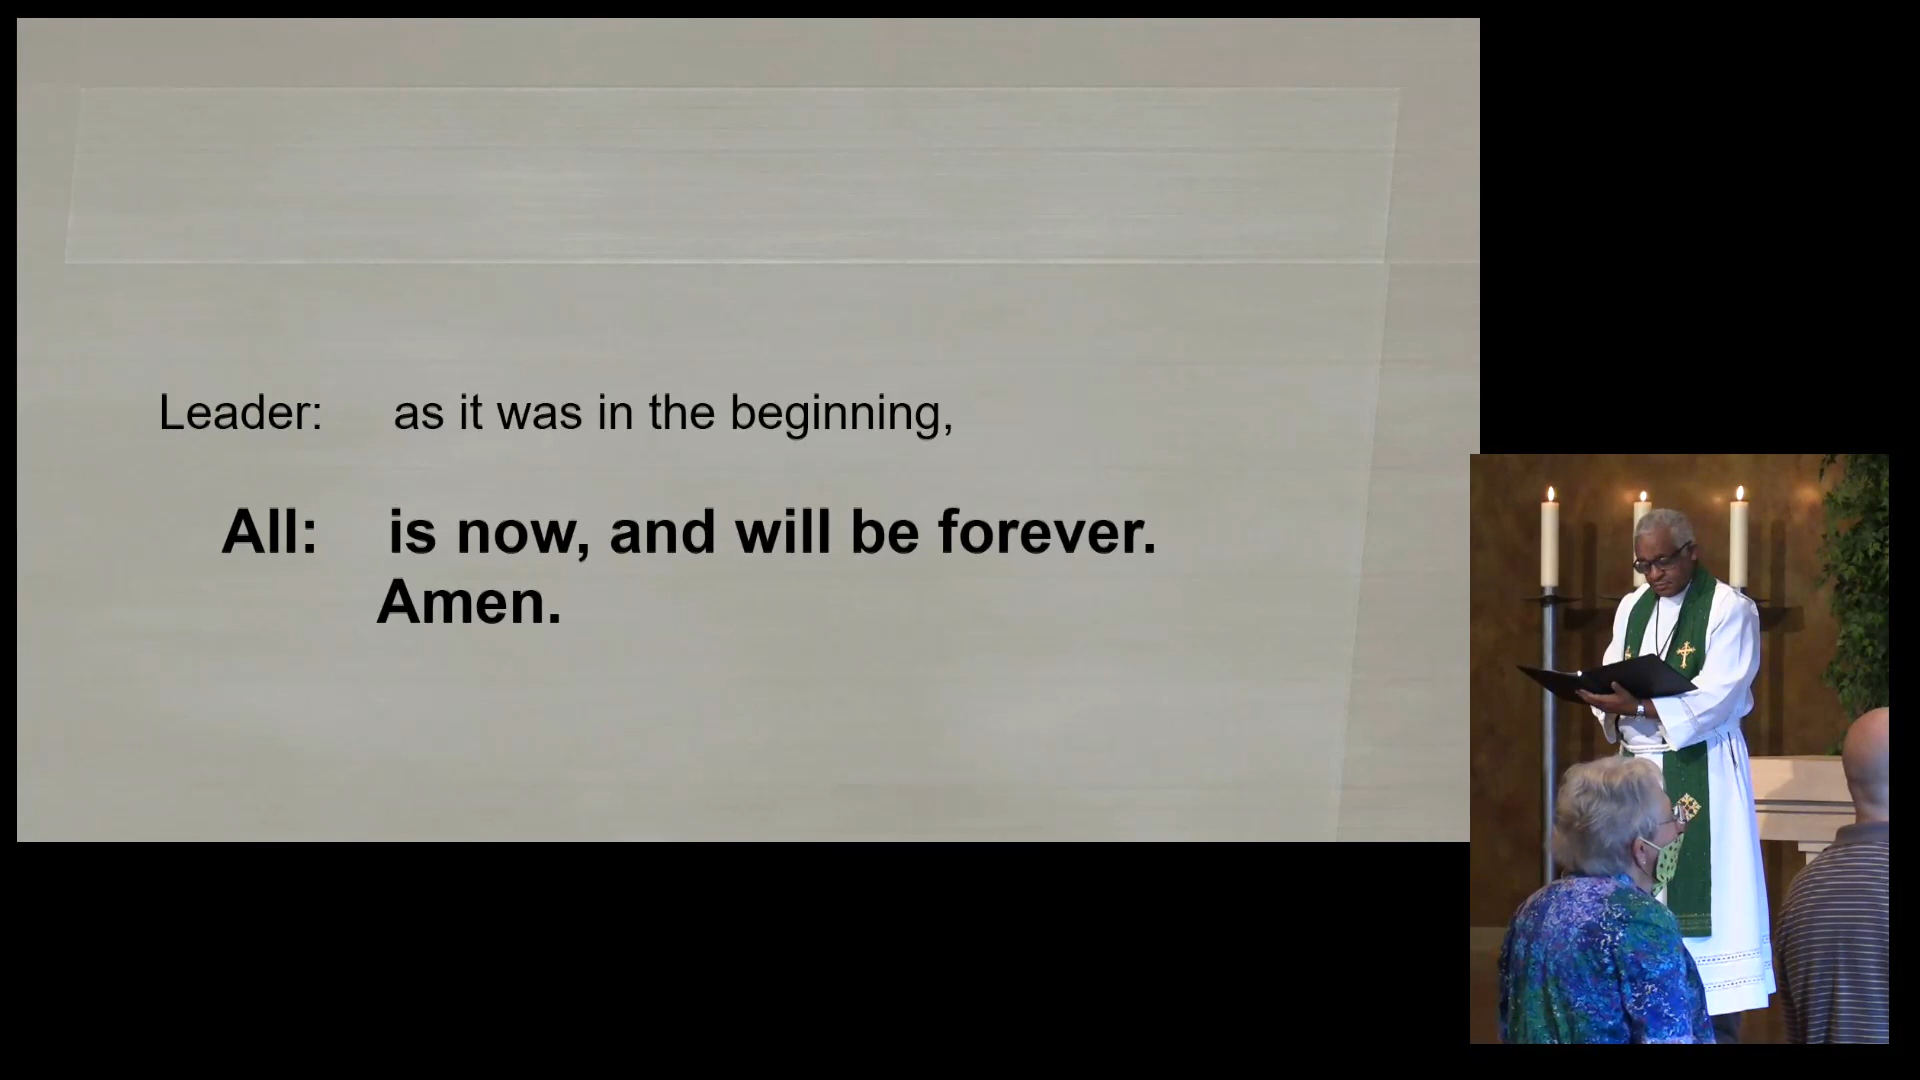 Leader: as it was in the beginning,
All: is now, and will be forever.
Amen.